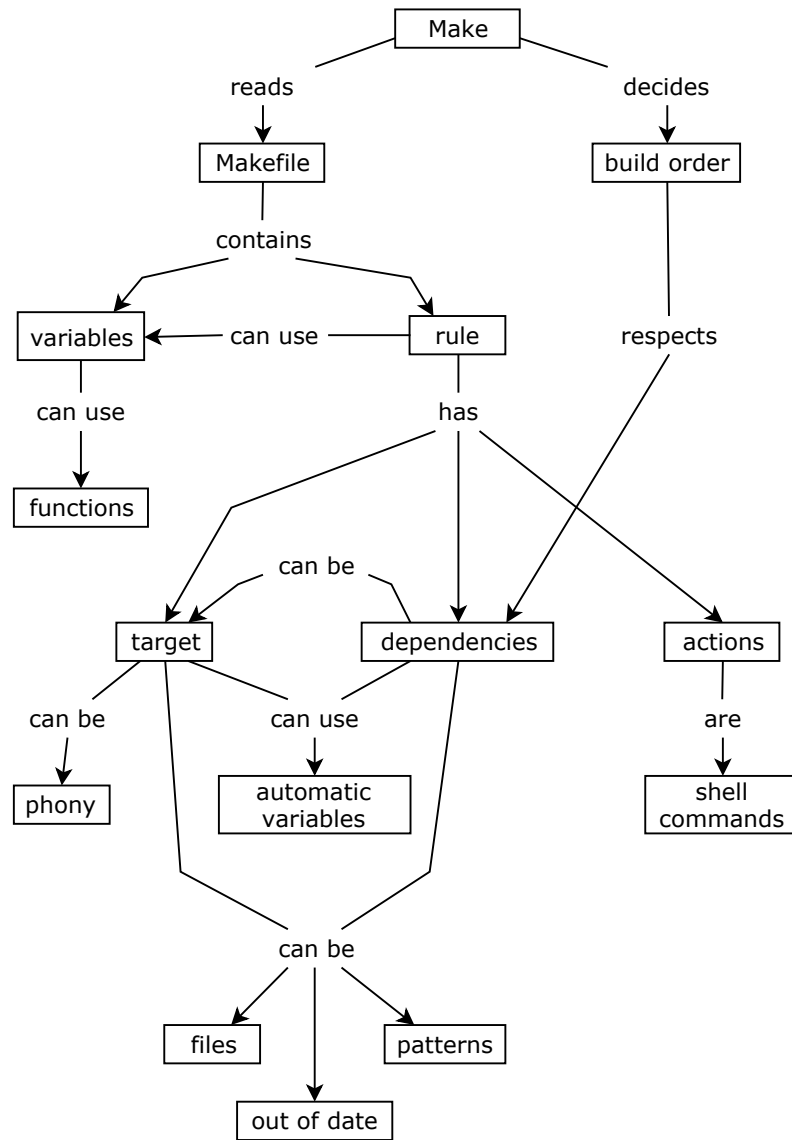 Make
reads
decides
Makefile
build order
contains
variables
can use
rule
respects
can use
has
functions
can be
target
dependencies
actions
can be
can use
are
phony
automatic
variables
shell
commands
can be
files
patterns
out of date